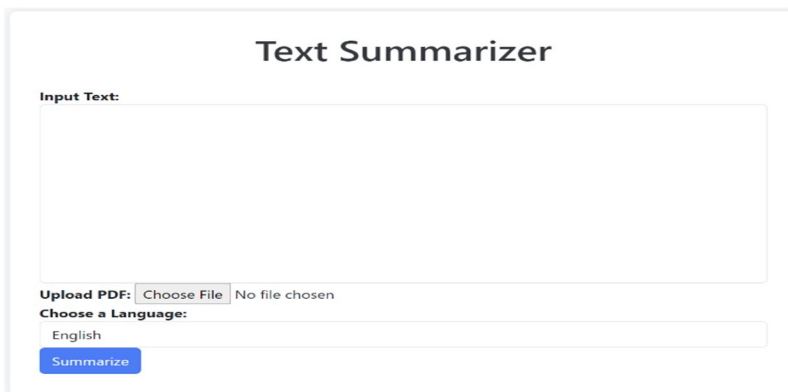 Text Summarizer
Input Text:
Upload PDF: Choose File No file chosen
Choose a Language:
English
Summarize